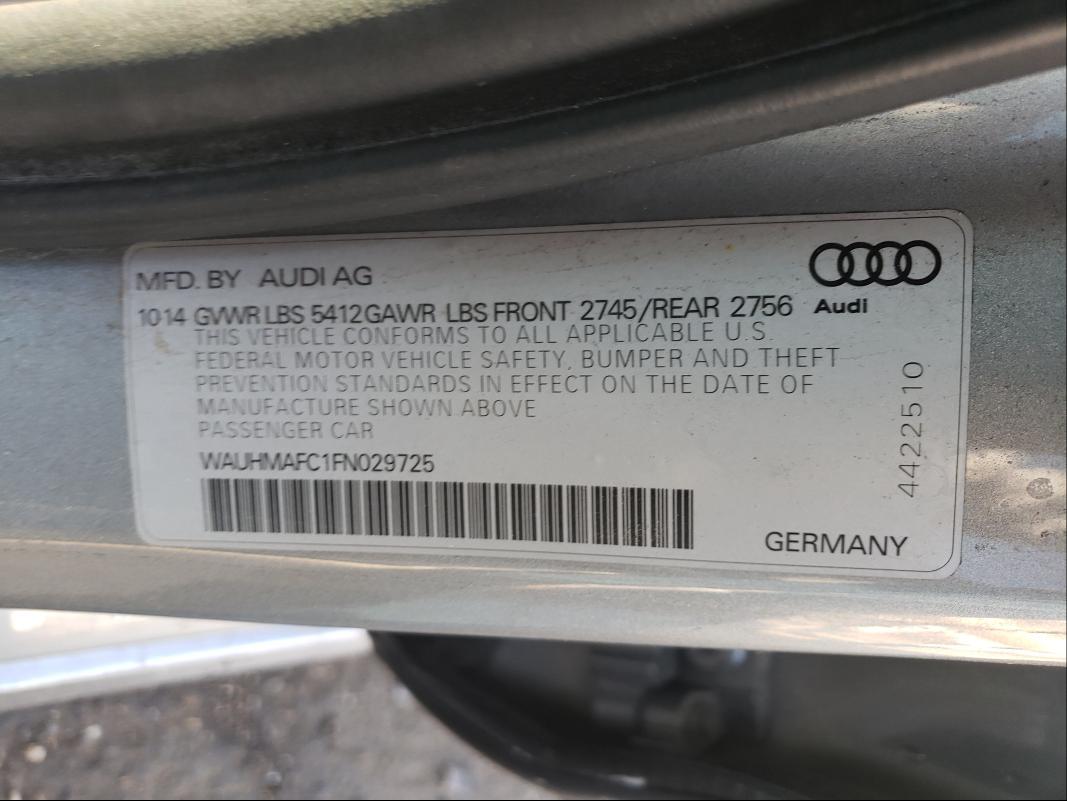 MFD. BY AUDI AG
10 14 GVWR LBS 5412 GAWR LBS FRONT 2745/REAR 2756
Audi
THIS VEHICLE CONFORMS TO ALL APPLICABLE U.S.
FEDERAL MOTOR VEHICLE SAFETY, BUMPER AND THEFT
PREVENTION STANDARDS IN EFFECT ON THE DATE OF
MANUFACTURE SHOWN ABOVE
PASSENGER CAR
WAUHMAFC1FN029725
4422510
GERMANY